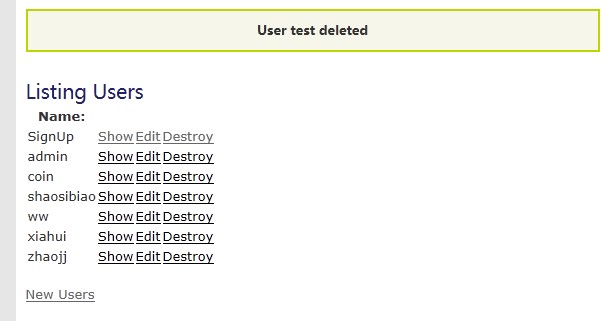 User test deleted
Listing Users
Name:
SignUp Show Edit Destroy
admin Show Edit Destroy
coin Show Edit Destroy
shaosibiao Show Edit Destroy
ww Show Edit Destroy
xiahui Show Edit Destroy
zhaojj Show Edit Destroy
New Users